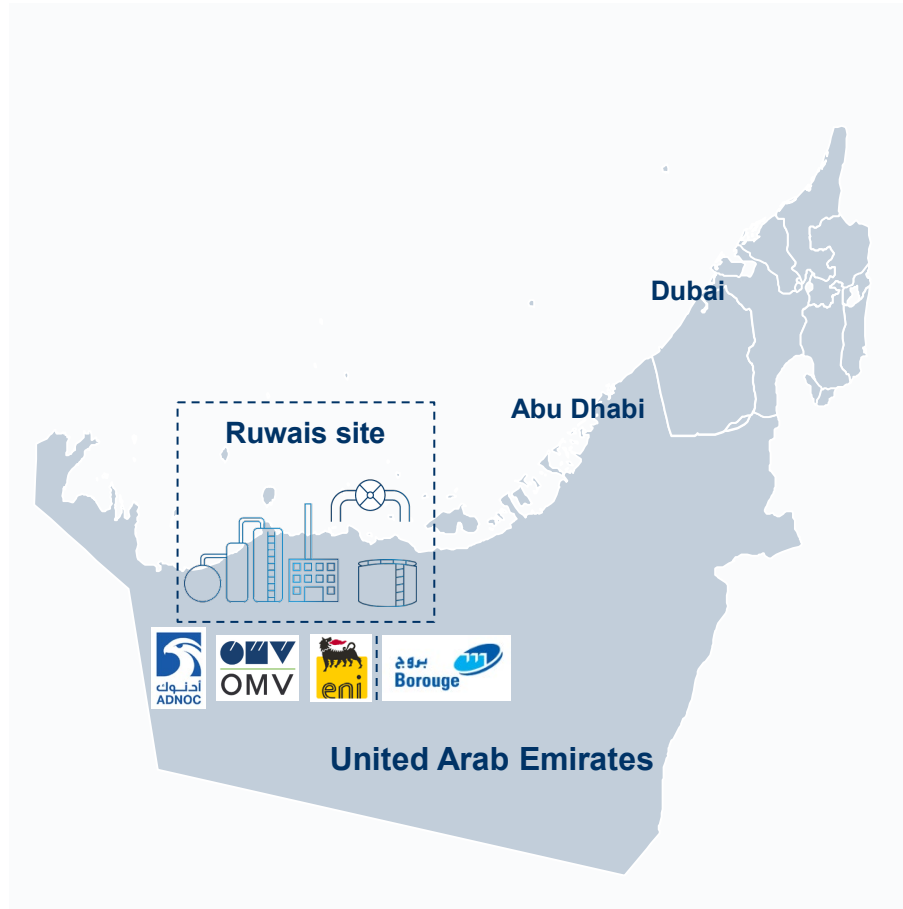 Dubai
Abu Dhabi
Ruwais site
أدنوك
ADNOC
OMV
OMV
eni
بروج
Borouge
United Arab Emirates